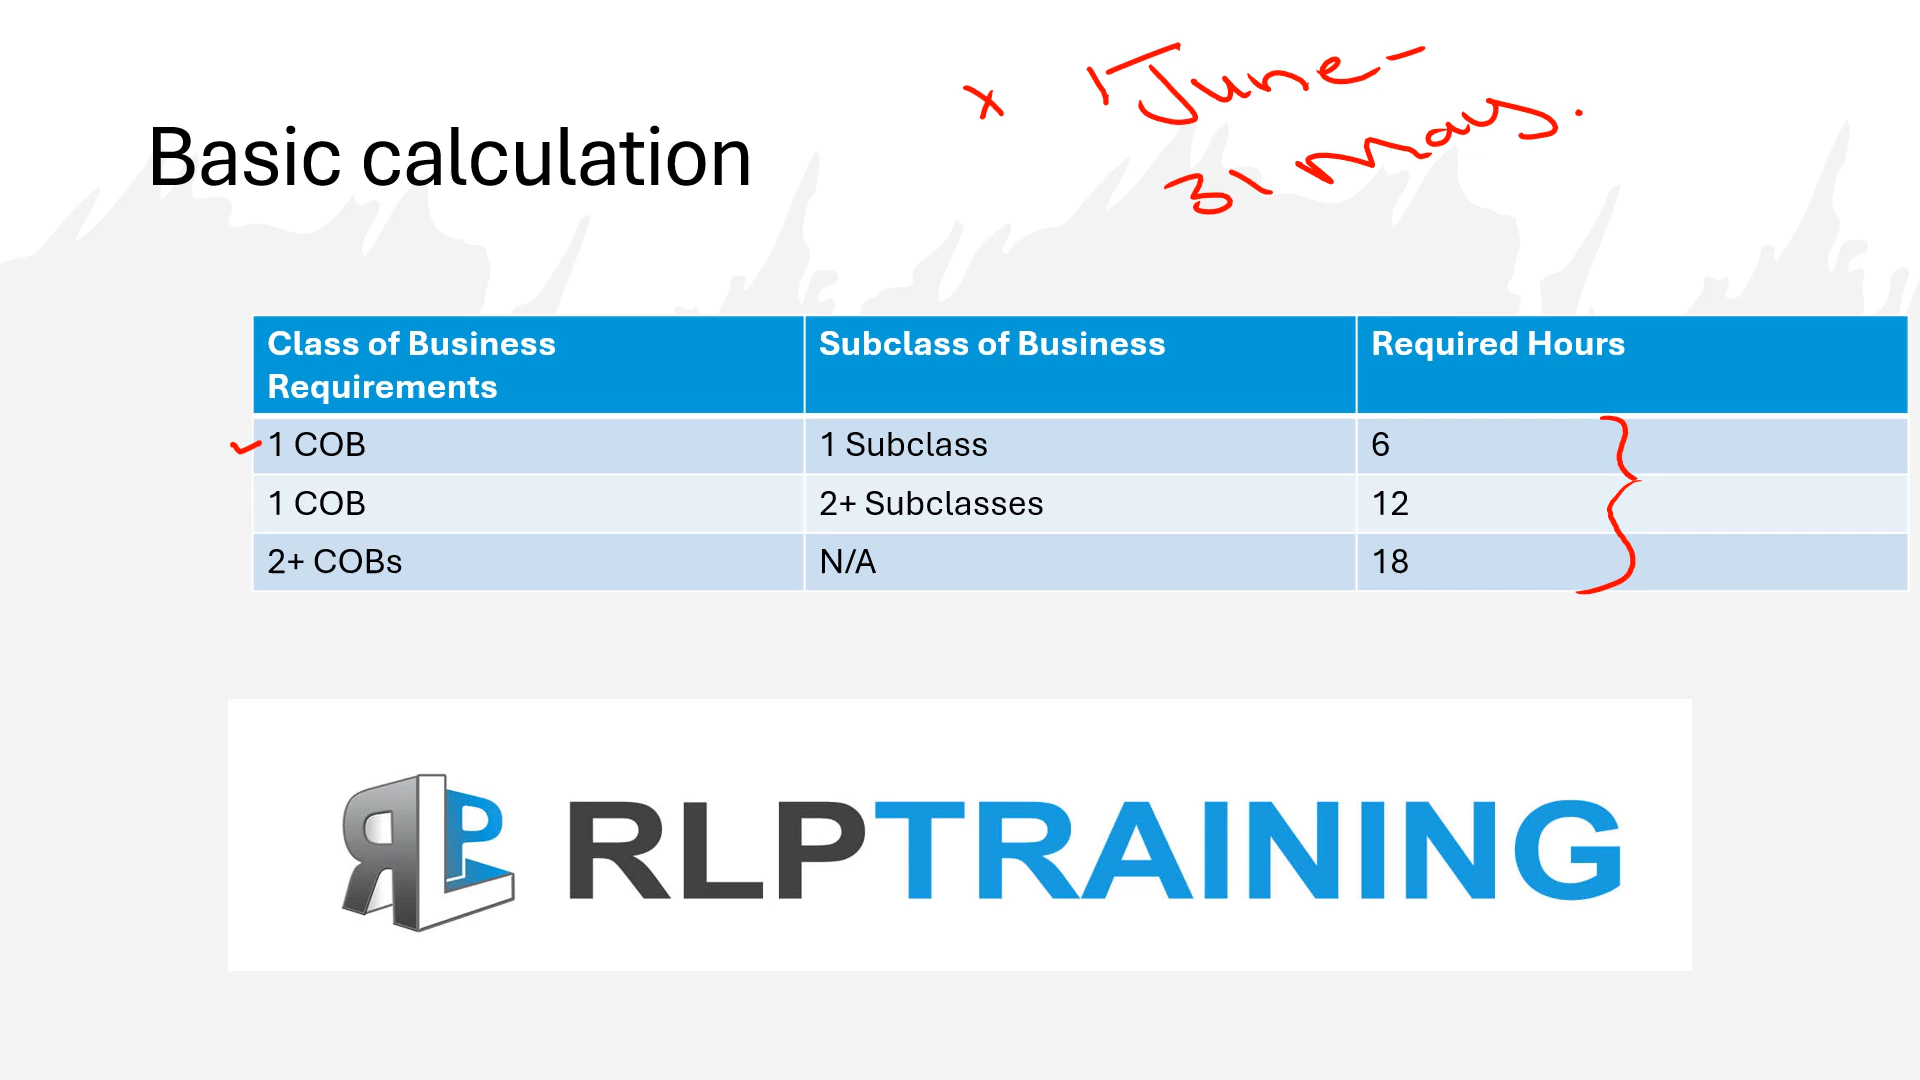 x 1 June -
31 May.
Basic calculation
Class of Business Requirements Subclass of Business Required Hours
1 COB 1 Subclass 6
1 COB 2+ Subclasses 12
2+ COBs N/A 18
RLP RLPTRAINING